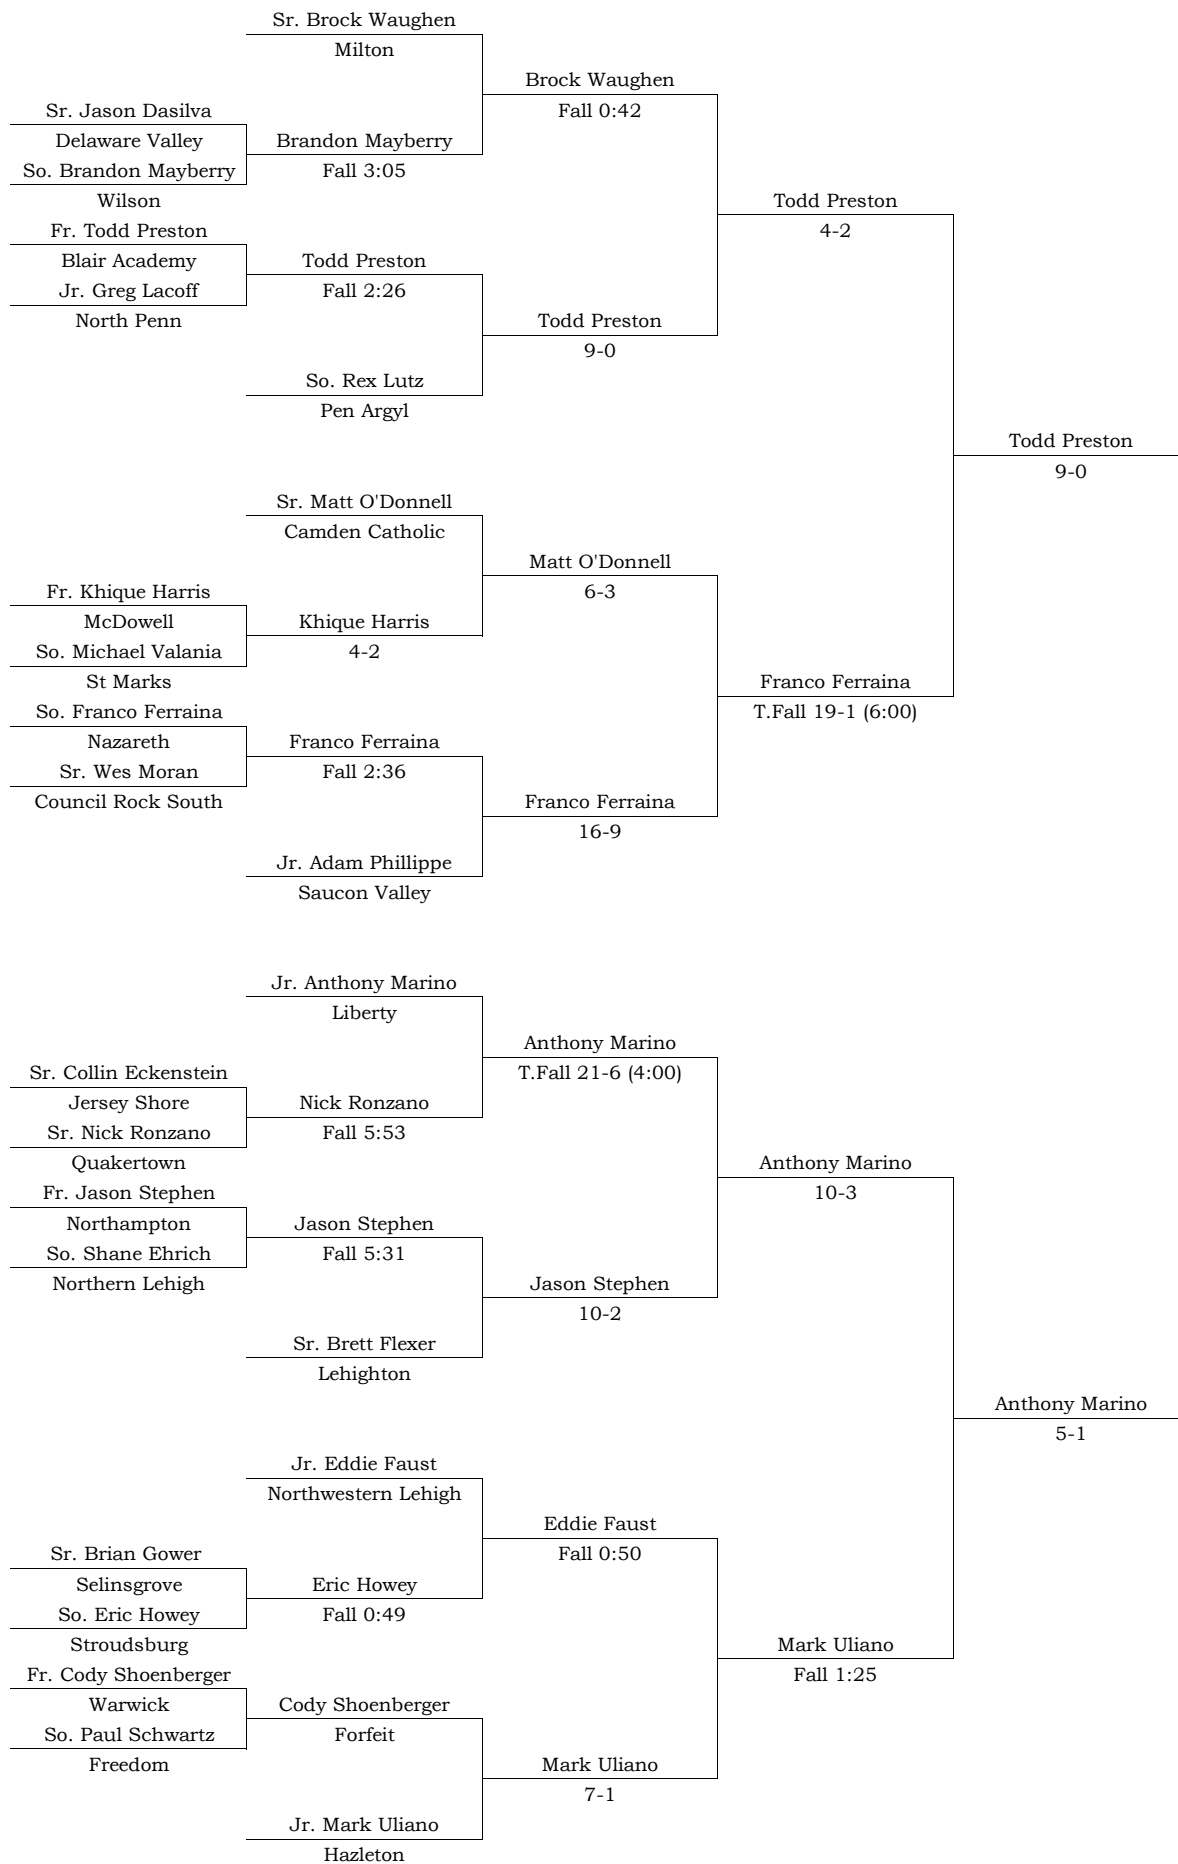 Sr. Brock Waughen
Milton
Brock Waughen
Fall 0:42
Sr. Jason Dasilva
Delaware Valley
Brandon Mayberry
Fall 3:05
So. Brandon Mayberry
Wilson
Todd Preston
4-2
Fr. Todd Preston
Blair Academy
Todd Preston
Fall 2:26
Jr. Greg Lacoff
North Penn
Todd Preston
9-0
So. Rex Lutz
Pen Argyl
Todd Preston
9-0
Sr. Matt O'Donnell
Camden Catholic
Matt O'Donnell
6-3
Fr. Khique Harris
McDowell
Khique Harris
4-2
So. Michael Valania
St Marks
Franco Ferraina
T.Fall 19-1 (6:00)
So. Franco Ferraina
Nazareth
Franco Ferraina
Fall 2:36
Sr. Wes Moran
Council Rock South
Franco Ferraina
16-9
Jr. Adam Phillippe
Saucon Valley
Jr. Anthony Marino
Liberty
Anthony Marino
T.Fall 21-6 (4:00)
Sr. Collin Eckenstein
Jersey Shore
Nick Ronzano
Fall 5:53
Sr. Nick Ronzano
Quakertown
Anthony Marino
10-3
Fr. Jason Stephen
Northampton
Jason Stephen
Fall 5:31
So. Shane Ehrich
Northern Lehigh
Jason Stephen
10-2
Sr. Brett Flexer
Lehighton
Anthony Marino
5-1
Jr. Eddie Faust
Northwestern Lehigh
Eddie Faust
Fall 0:50
Sr. Brian Gower
Selinsgrove
Eric Howey
Fall 0:49
So. Eric Howey
Stroudsburg
Mark Uliano
Fall 1:25
Fr. Cody Shoenberger
Warwick
Cody Shoenberger
Forfeit
So. Paul Schwartz
Freedom
Mark Uliano
7-1
Jr. Mark Uliano
Hazleton